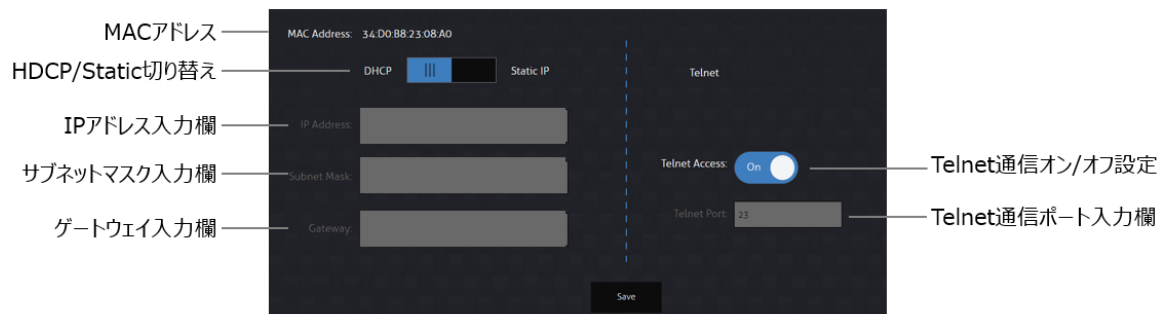 MACアドレス
MAC Address: 34:D0:B8:23:08:A0
HDCP/Static切り替え
DHCP Static IP
Telnet
IPアドレス入力欄
IP Address:
サブネットマスク入力欄
Subnet Mask:
Telnet Access: On
Telnet通信オン/オフ設定
ゲートウェイ入力欄
Gateway:
Telnet Port: 23
Telnet通信ポート入力欄
Save